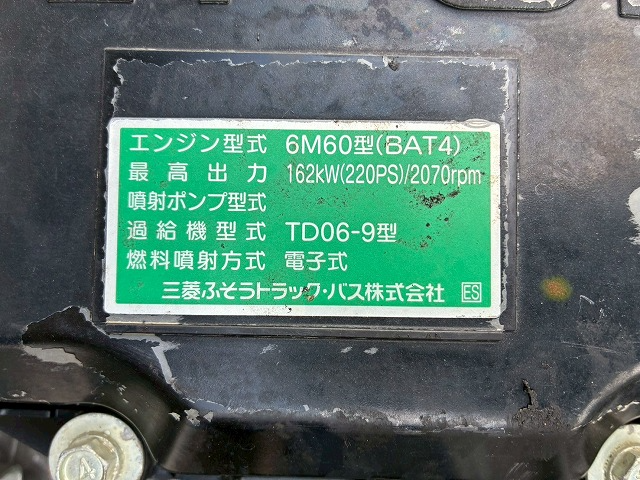 エンジン型式 6M60型(8AT4)
最高出力 162kW(220PS)/2070rpm
噴射ポンプ型式
過給機型式 TD06-9型
燃料噴射方式 電子式
三菱ふそうトラック・バス株式会社 ES